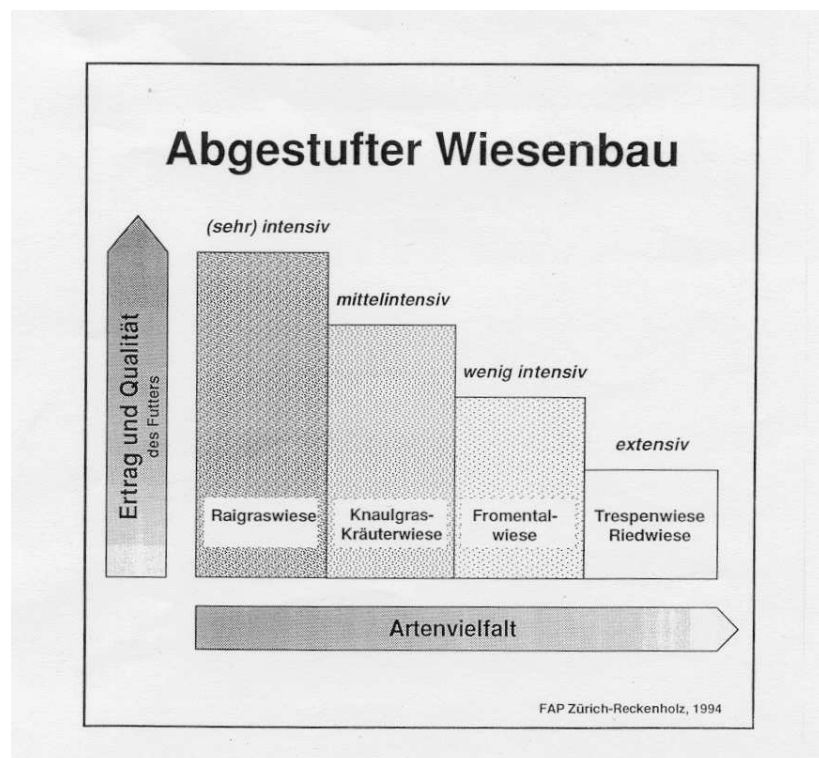 Abgestufter Wiesenbau
(sehr) intensiv
mittelintensiv
wenig intensiv
extensiv
Ertrag und Qualität
des Futters
Raigraswiese
Knaulgras-
Kräuterwiese
Fromental-
wiese
Trespenwiese
Riedwiese
Artenvielfalt
FAP Zürich-Reckenholz, 1994